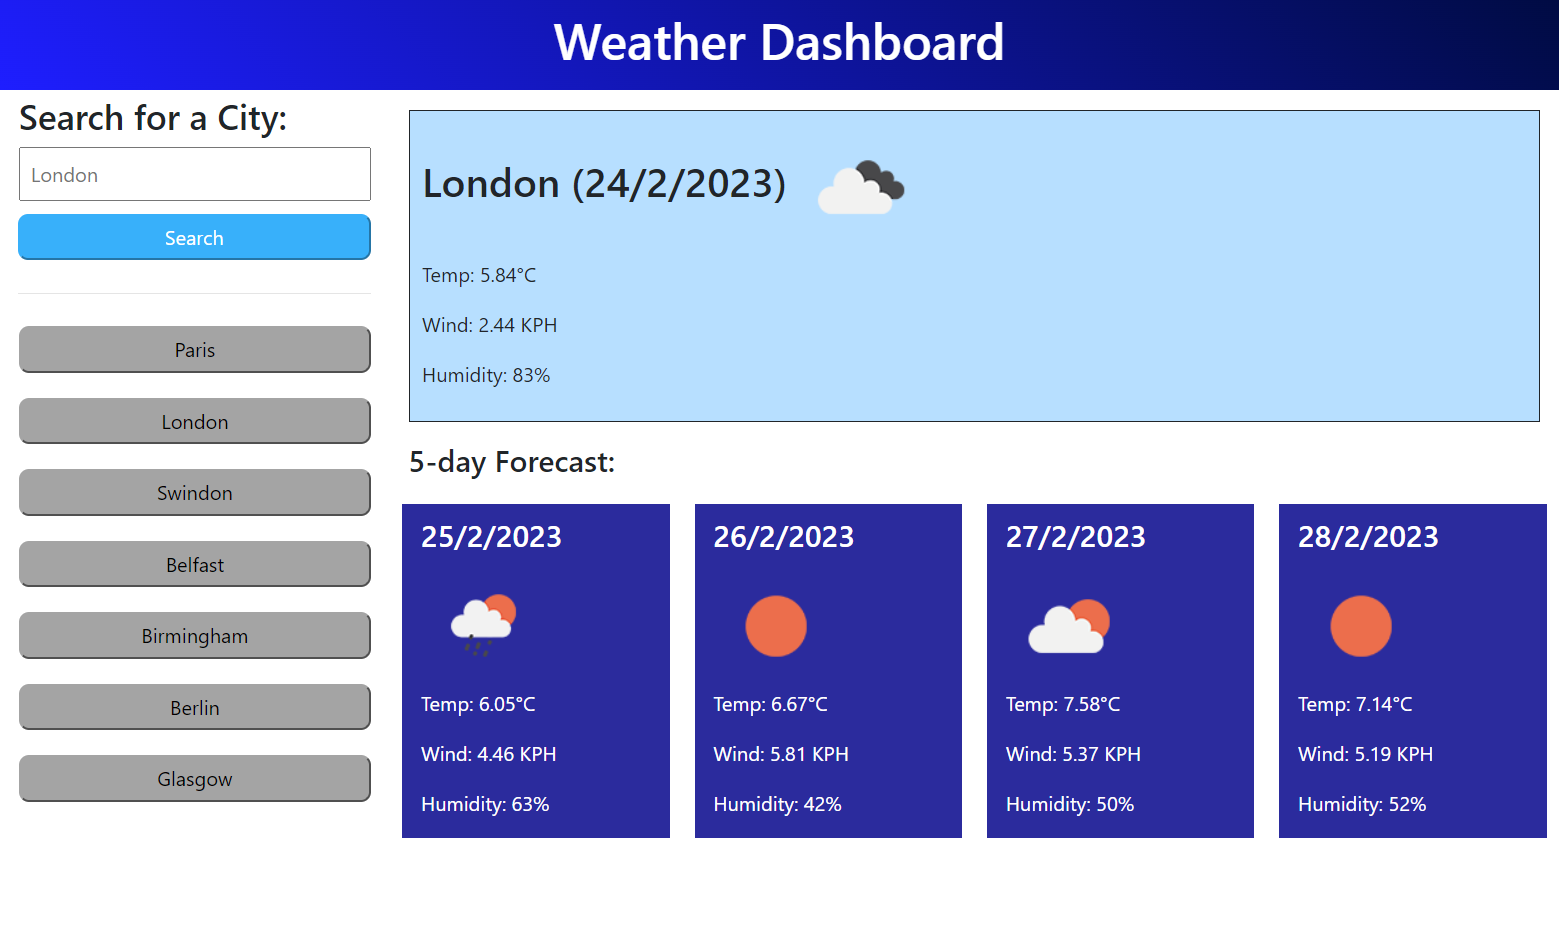 Weather Dashboard
Search for a City:
London
Search
Paris
London
Swindon
Belfast
Birmingham
Berlin
Glasgow
London (24/2/2023)
Temp: 5.84°C
Wind: 2.44 KPH
Humidity: 83%
5-day Forecast:
25/2/2023
Temp: 6.05°C
Wind: 4.46 KPH
Humidity: 63%
26/2/2023
Temp: 6.67°C
Wind: 5.81 KPH
Humidity: 42%
27/2/2023
Temp: 7.58°C
Wind: 5.37 KPH
Humidity: 50%
28/2/2023
Temp: 7.14°C
Wind: 5.19 KPH
Humidity: 52%